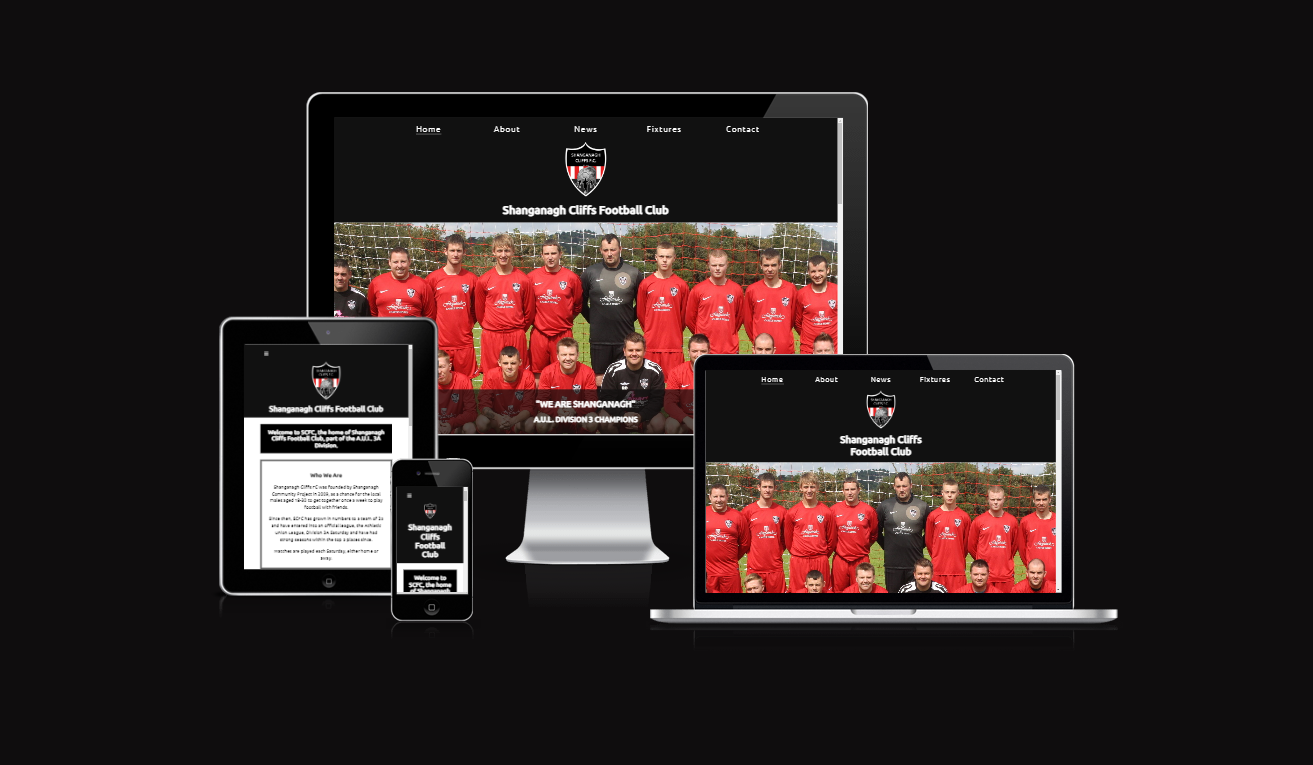 Home About News Fixtures Contact
SHANGANAGH
CLIFFS F.C.
Shanganagh Cliffs Football Club
"WE ARE SHANGANAGH"
A.U.L. DIVISION 3 CHAMPIONS
Shanganagh Cliffs Football Club
Welcome to SCFC, the home of Shanganagh
Cliffs Football Club, part of the A.U.L. 3A
Division.
Who We Are
Shanganagh Cliffs FC was founded by Shanganagh
Community Project in 2009, as a chance for the local
males aged 16-30 to get together once a week to play
football with friends.
Since then, SCFC has grown in numbers to a team of
and have entered into an official league, the Athletic
Union League, Division 3A Saturday and have had
strong seasons within the top 3 places since.
Matches are played each Saturday, either home or
away.
Shanganagh
Cliffs
Football
Club
Welcome to
SCFC, the home
of Shanganagh
Home About News Fixtures Contact
Shanganagh Cliffs
Football Club